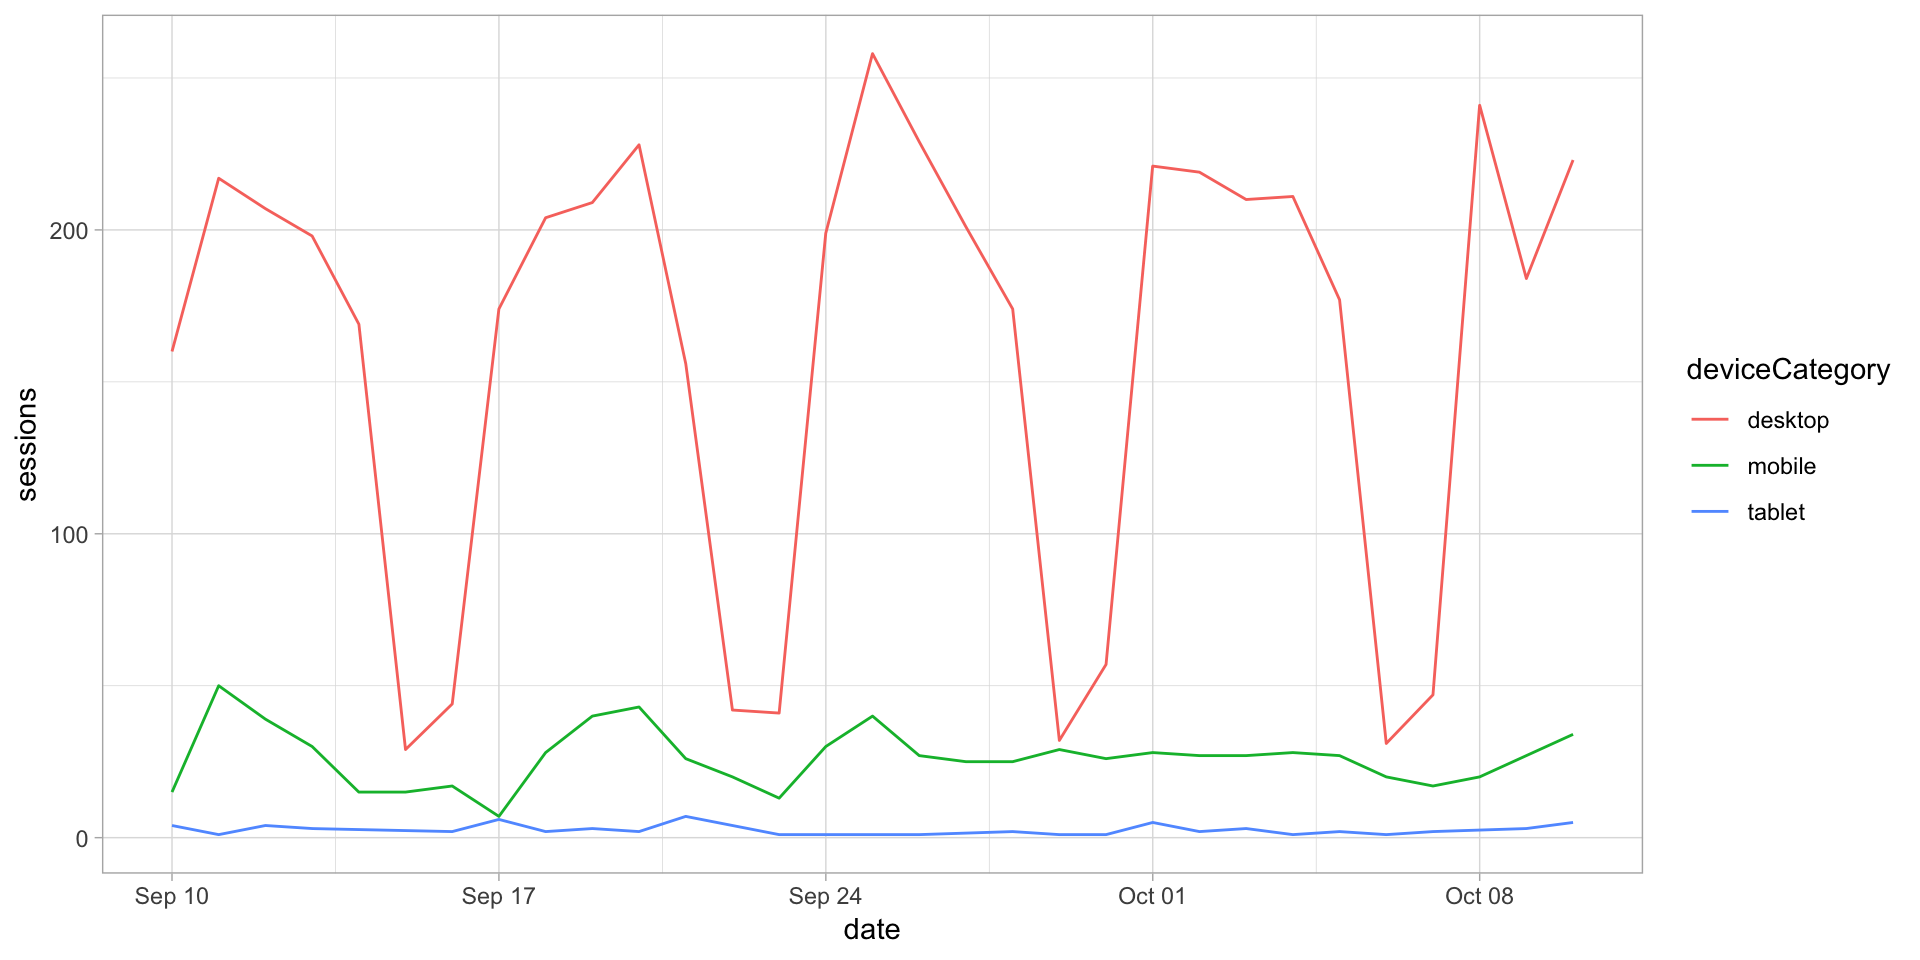 sessions
200
100
0
Sep 10
Sep 17
Sep 24
Oct 01
Oct 08
date
deviceCategory
desktop
mobile
tablet